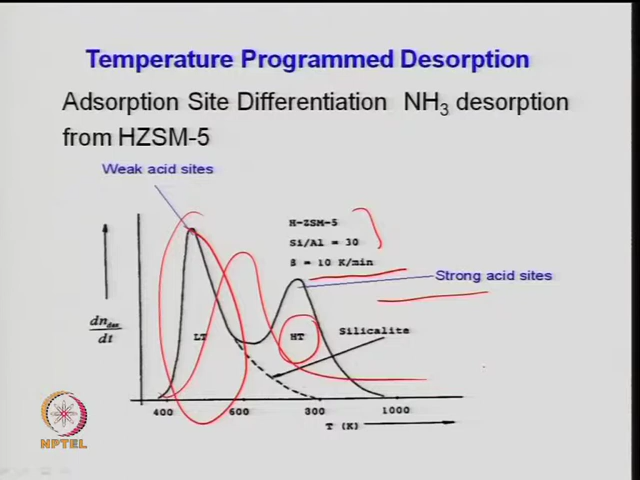 Temperature Programmed Desorption
Adsorption Site Differentiation NH3 desorption
from HZSM-5
Weak acid sites
H-ZSM-5
Si/Al = 30
β = 10 K/min
Strong acid sites
dn_des/dt
LT
HT
Silicalite
400 600 800 1000
T (K)
NPTEL